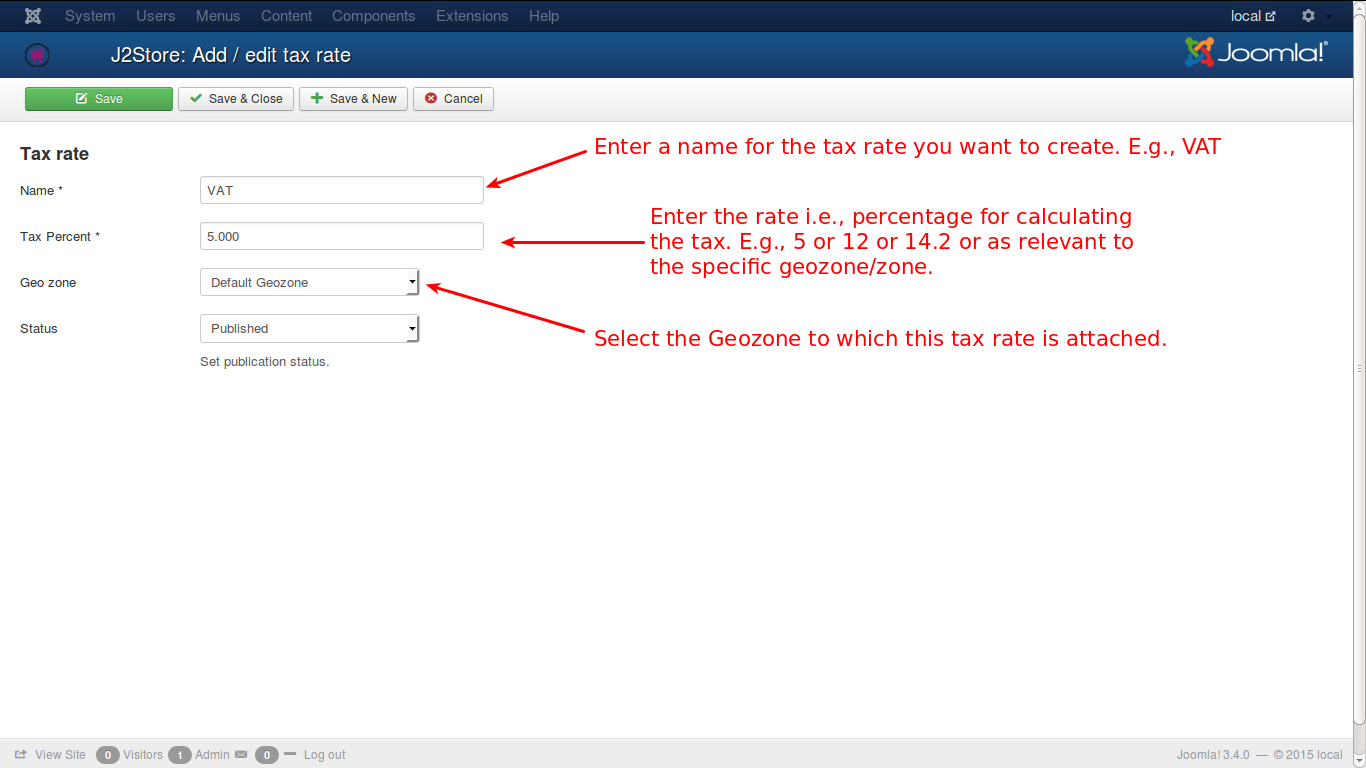 System Users Menus Content Components Extensions Help local
J2Store: Add / edit tax rate Joomla!®
Save Save & Close Save & New Cancel
Tax rate
Enter a name for the tax rate you want to create. E.g., VAT
Name * VAT
Enter the rate i.e., percentage for calculating
the tax. E.g., 5 or 12 or 14.2 or as relevant to
the specific geozone/zone.
Tax Percent * 5.000
Geo zone Default Geozone
Select the Geozone to which this tax rate is attached.
Status Published
Set publication status.
View Site 0 Visitors 1 Admin 0 Log out Joomla! 3.4.0 — © 2015 local